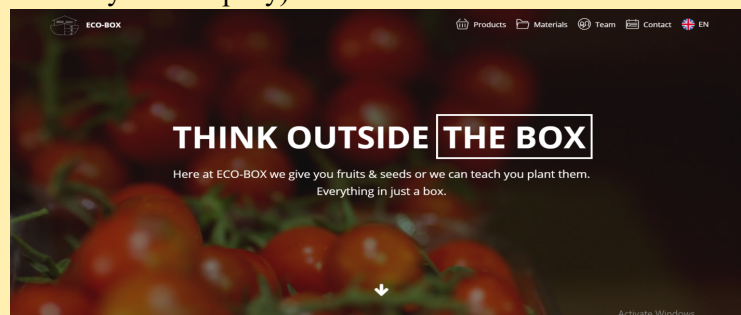 ECO-BOX
Products Materials Team Contact EN
THINK OUTSIDE THE BOX
Here at ECO-BOX we give you fruits & seeds or we can teach you plant them.
Everything in just a box.
Activate Windows